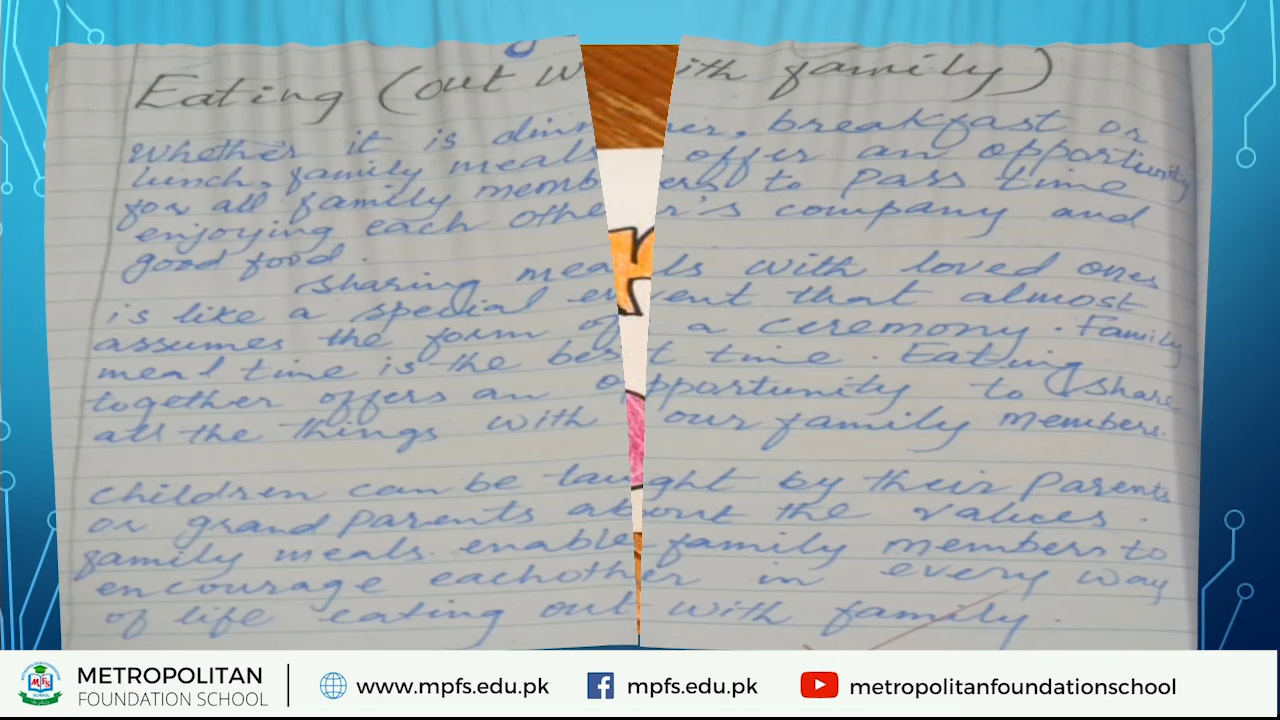 Eating (out with family)
Whether it is dinner, breakfast or
lunch, family meals offer an opportunity
for all family members to pass time
enjoying each other's company and
good food.
Sharing meals with loved ones
is like a special event that almost
assumes the form of a ceremony. Family
meal time is the best time. Eating
together offers an opportunity to share
all the things with our family members.
Children can be taught by their Parents
or grand Parents about the values.
family meals enable family members to
encourage eachother in every way
of life eating out with family.
MFS
METROPOLITAN
FOUNDATION SCHOOL
www.mpfs.edu.pk
mpfs.edu.pk
metropolitanfoundationschool